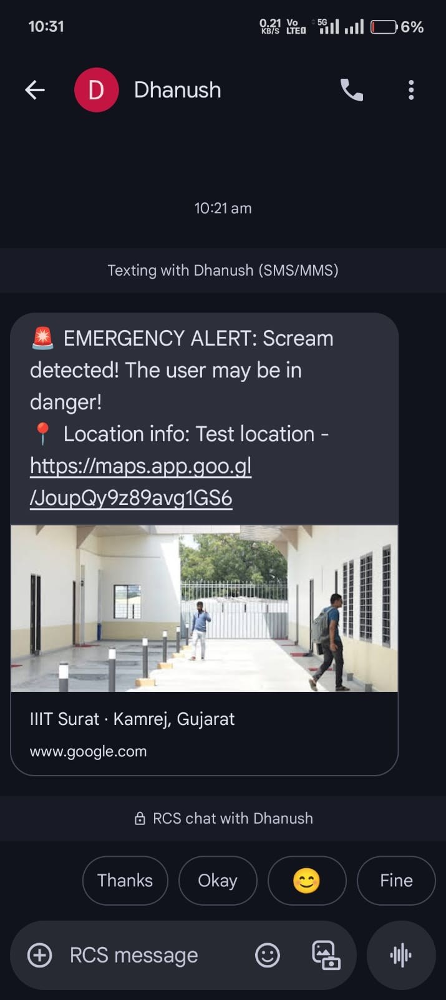 10:31
0.21 KB/S Vo LTE 5G 6%
D Dhanush
10:21 am
Texting with Dhanush (SMS/MMS)
🚨 EMERGENCY ALERT: Scream
detected! The user may be in
danger!
📍 Location info: Test location -
https://maps.app.goo.gl
/JoupQy9z89avg1GS6
IIIT Surat · Kamrej, Gujarat
www.google.com
RCS chat with Dhanush
Thanks
Okay
😊
Fine
RCS message